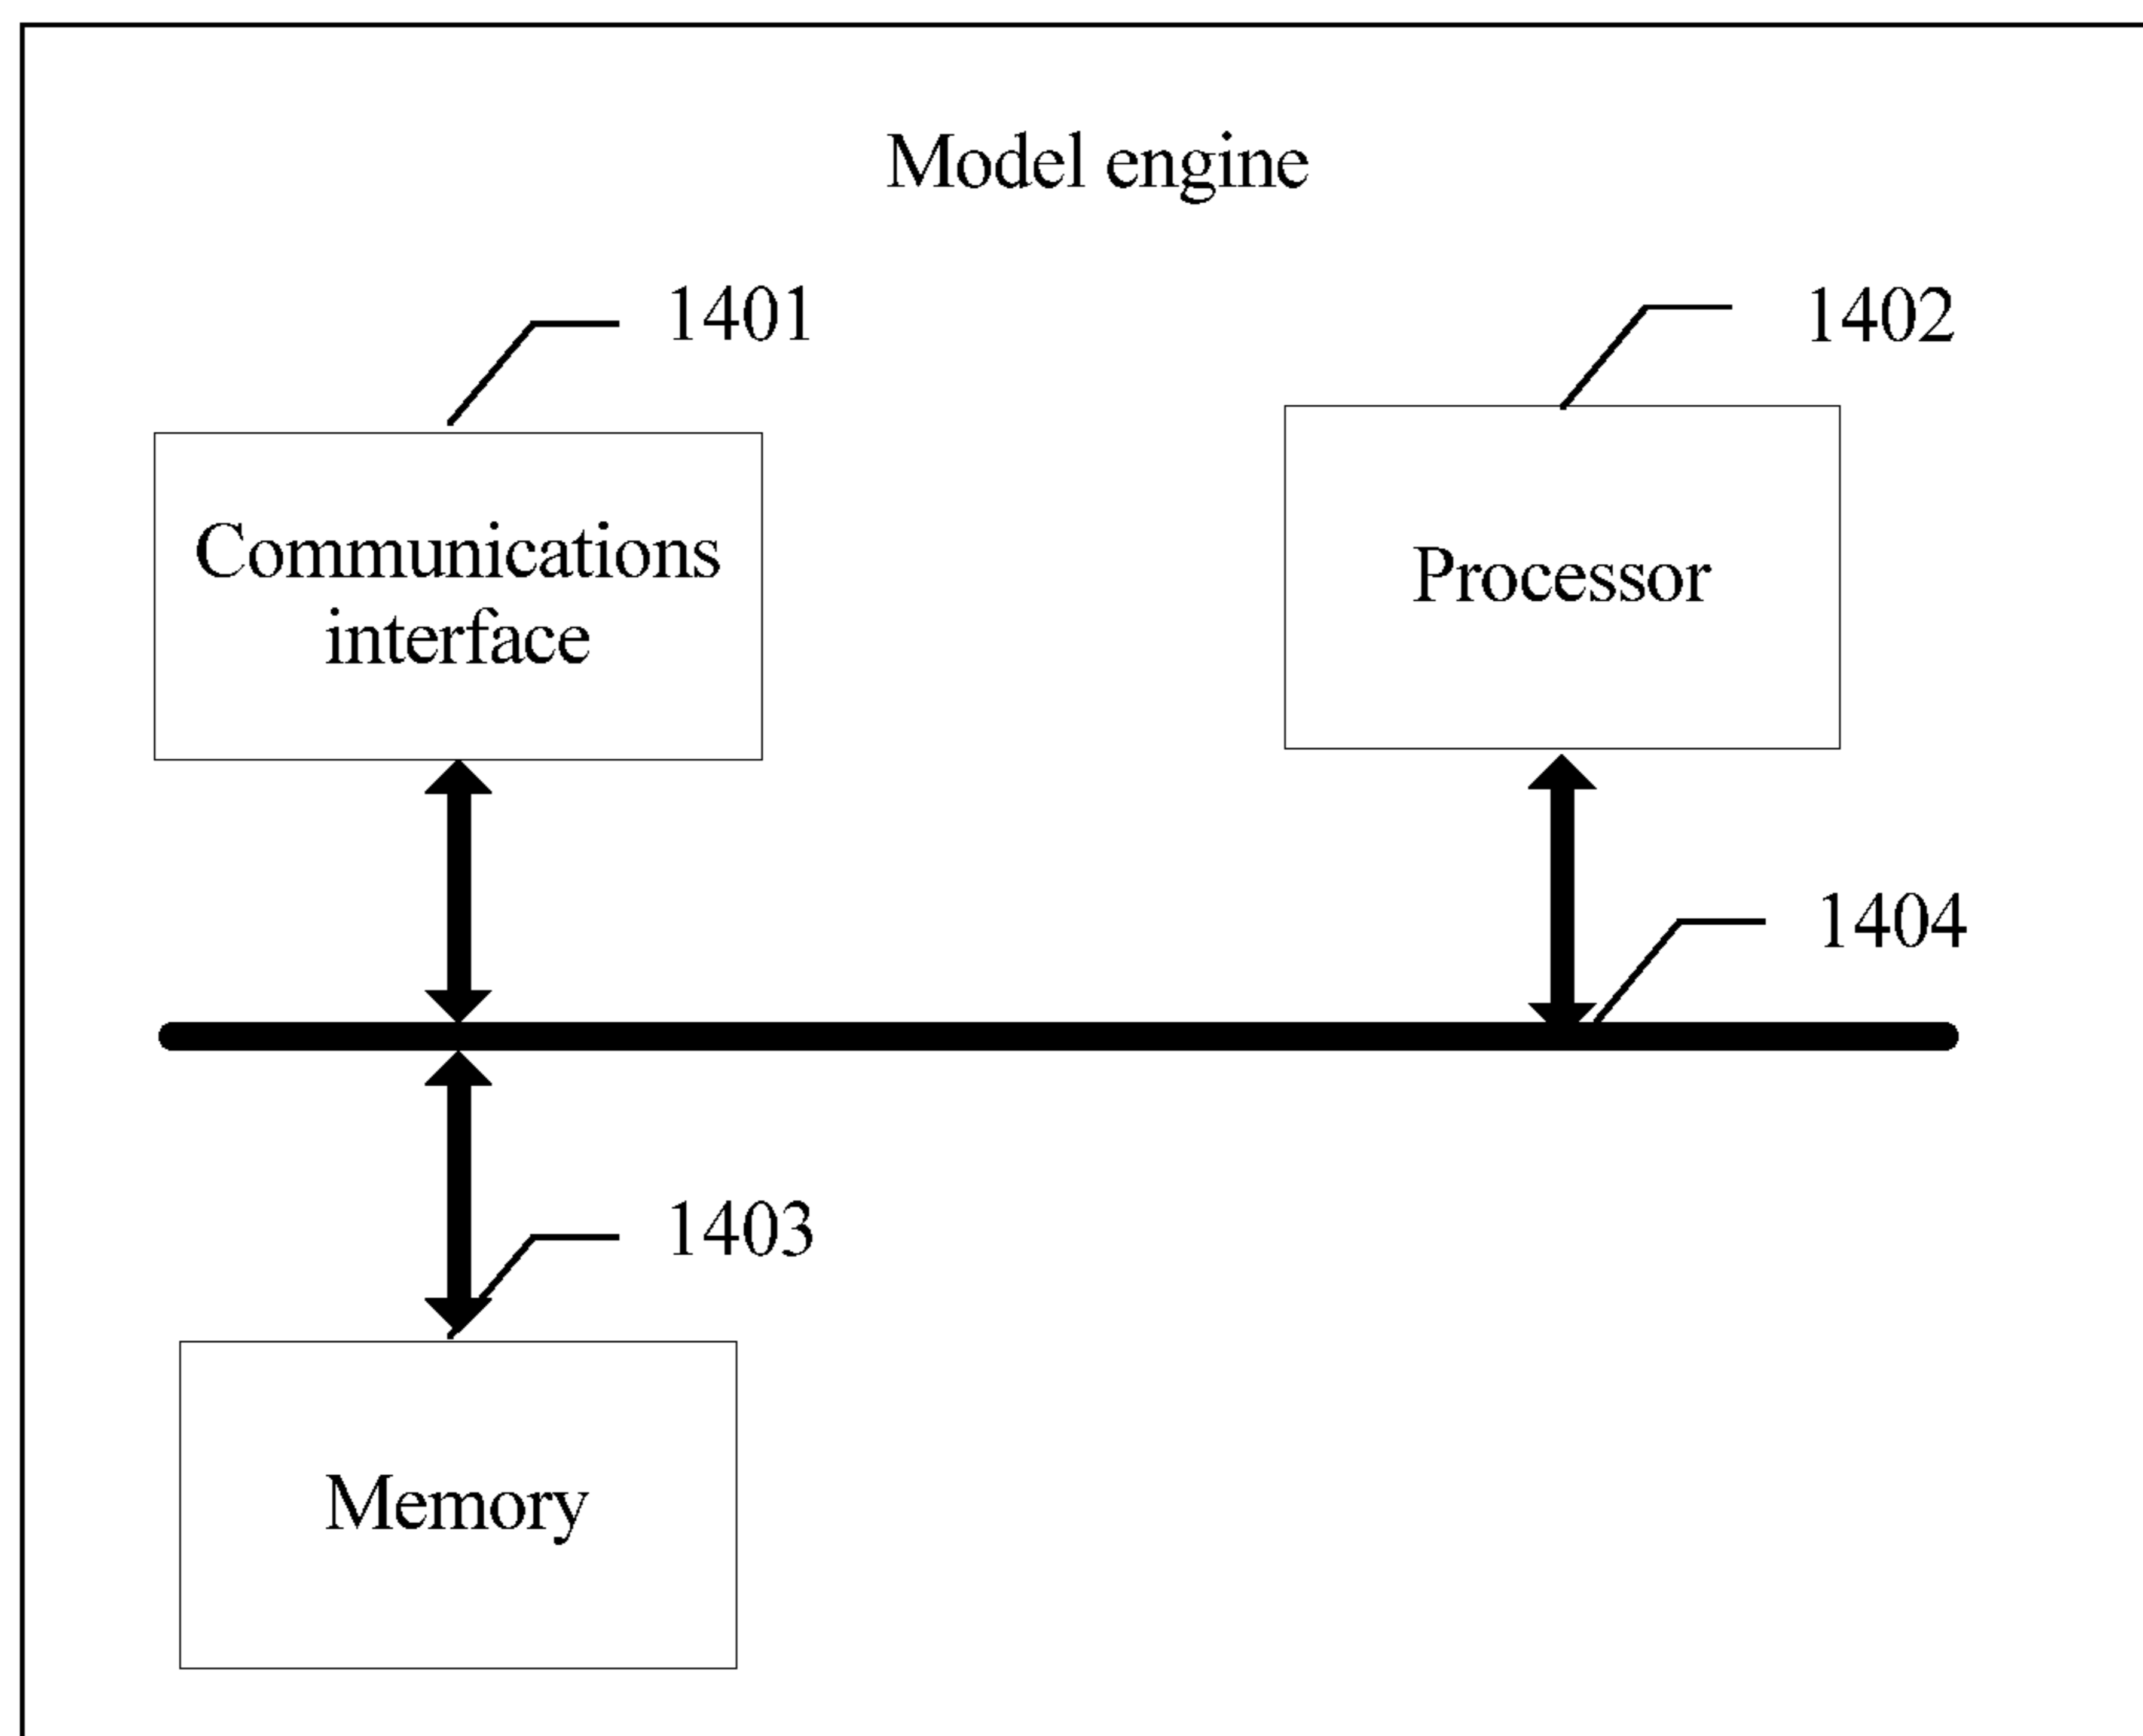 Model engine
1401
1402
Communications
interface
Processor
1404
1403
Memory